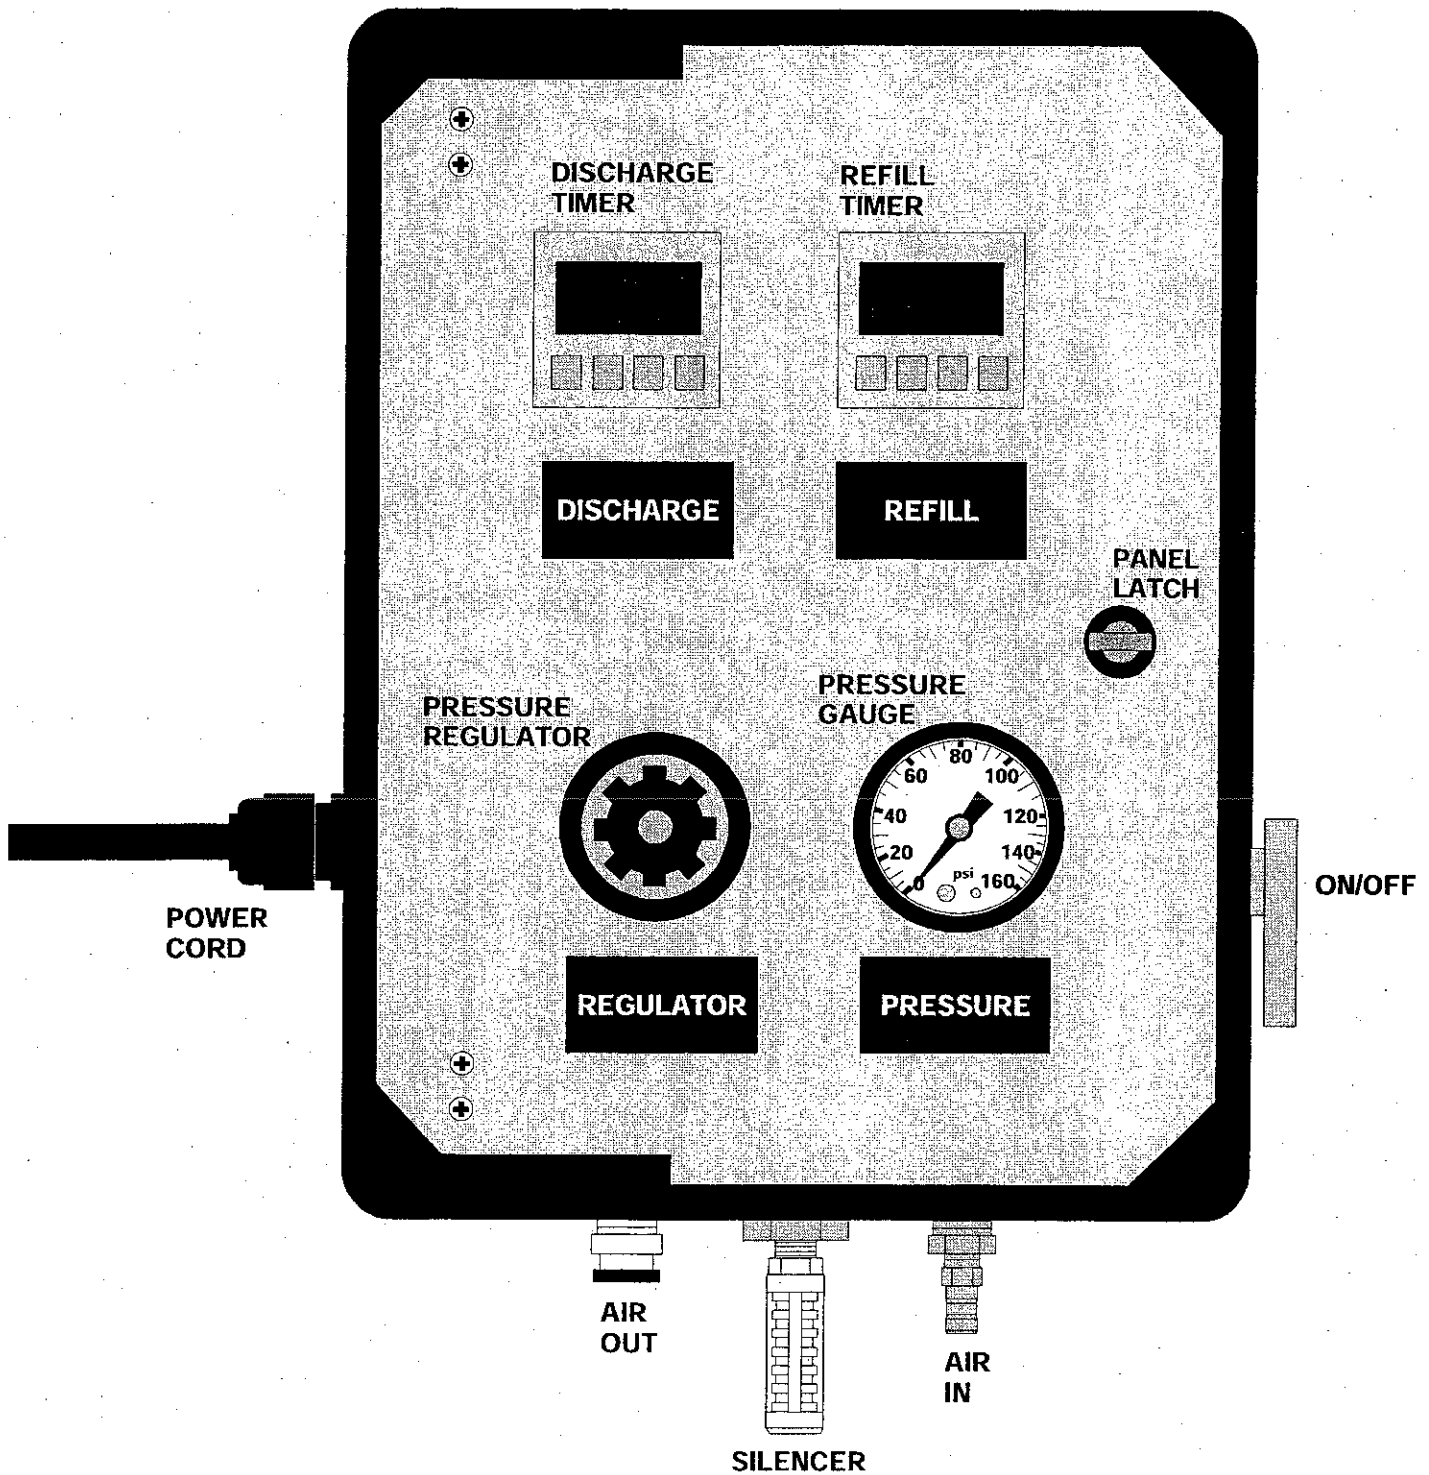 DISCHARGE
TIMER
REFILL
TIMER
DISCHARGE
REFILL
PANEL
LATCH
PRESSURE
REGULATOR
PRESSURE
GAUGE
0
20
40
60
80
100
120
140
160
psi
ON/OFF
POWER
CORD
REGULATOR
PRESSURE
AIR
OUT
AIR
IN
SILENCER